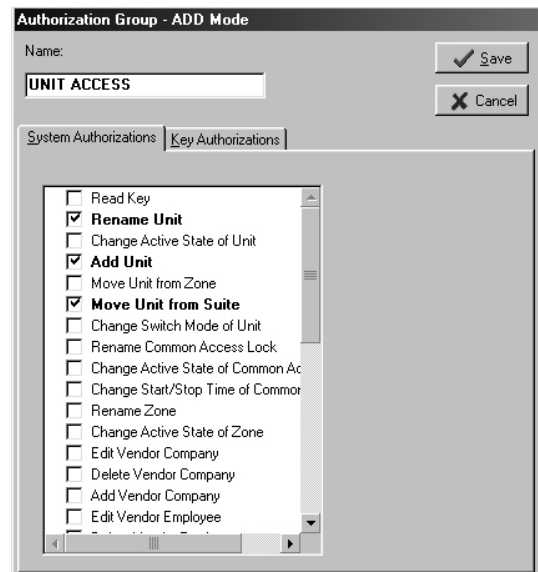 Authorization Group - ADD Mode
Name:
UNIT ACCESS
Save
Cancel
System Authorizations Key Authorizations
Read Key
Rename Unit
Change Active State of Unit
Add Unit
Move Unit from Zone
Move Unit from Suite
Change Switch Mode of Unit
Rename Common Access Lock
Change Active State of Common Ac
Change Start/Stop Time of Common
Rename Zone
Change Active State of Zone
Edit Vendor Company
Delete Vendor Company
Add Vendor Company
Edit Vendor Employee